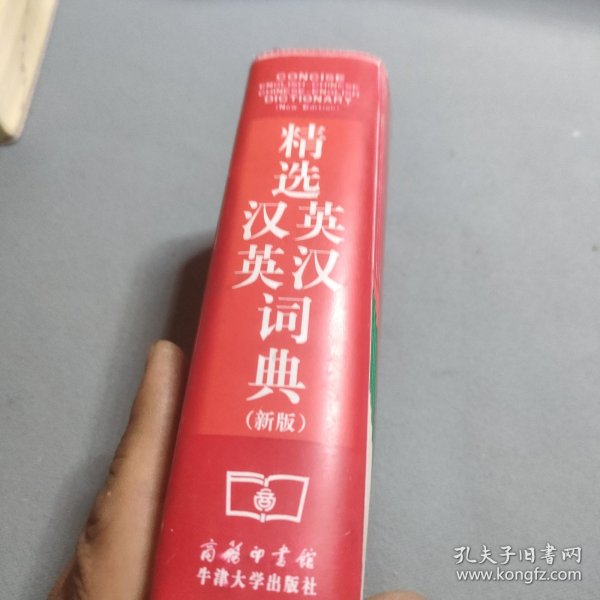 CONCISE
ENGLISH-CHINESE
CHINESE-ENGLISH
DICTIONARY
(New Edition)
精选
英汉
汉英
词典
(新版)
商務印書館
牛津大学出版社
孔夫子旧书网
www.kongfz.com